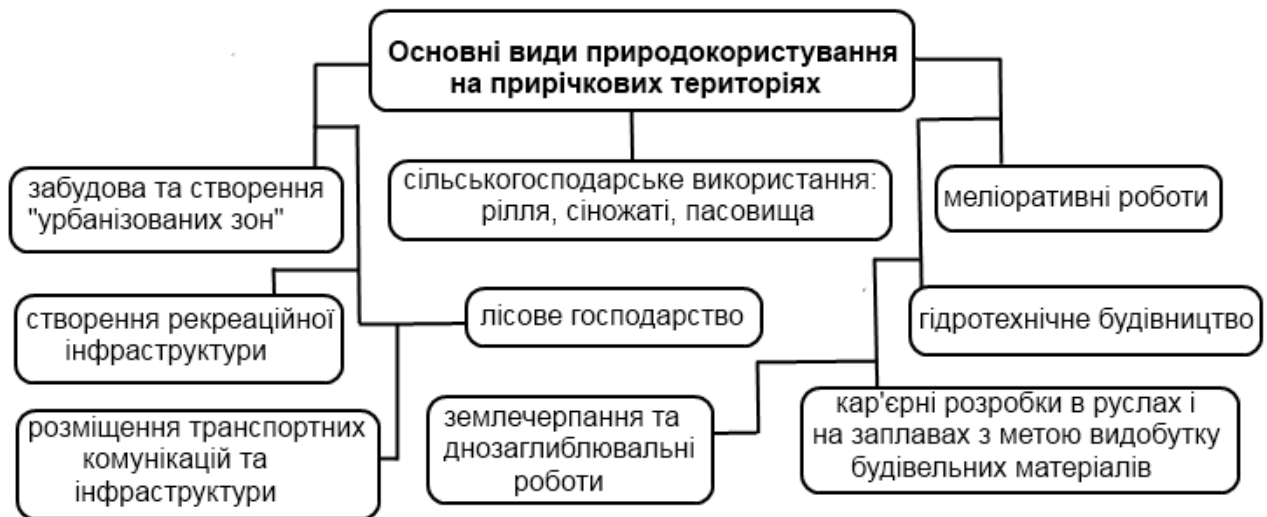 Основні види природокористування
на прирічкових територіях
забудова та створення
"урбанізованих зон"
сільськогосподарське використання:
рілля, сіножаті, пасовища
меліоративні роботи
створення рекреаційної
інфраструктури
лісове господарство
гідротехнічне будівництво
розміщення транспортних
комунікацій та
інфраструктури
землечерпання та
днозаглиблювальні
роботи
кар'єрні розробки в руслах і
на заплавах з метою видобутку
будівельних матеріалів